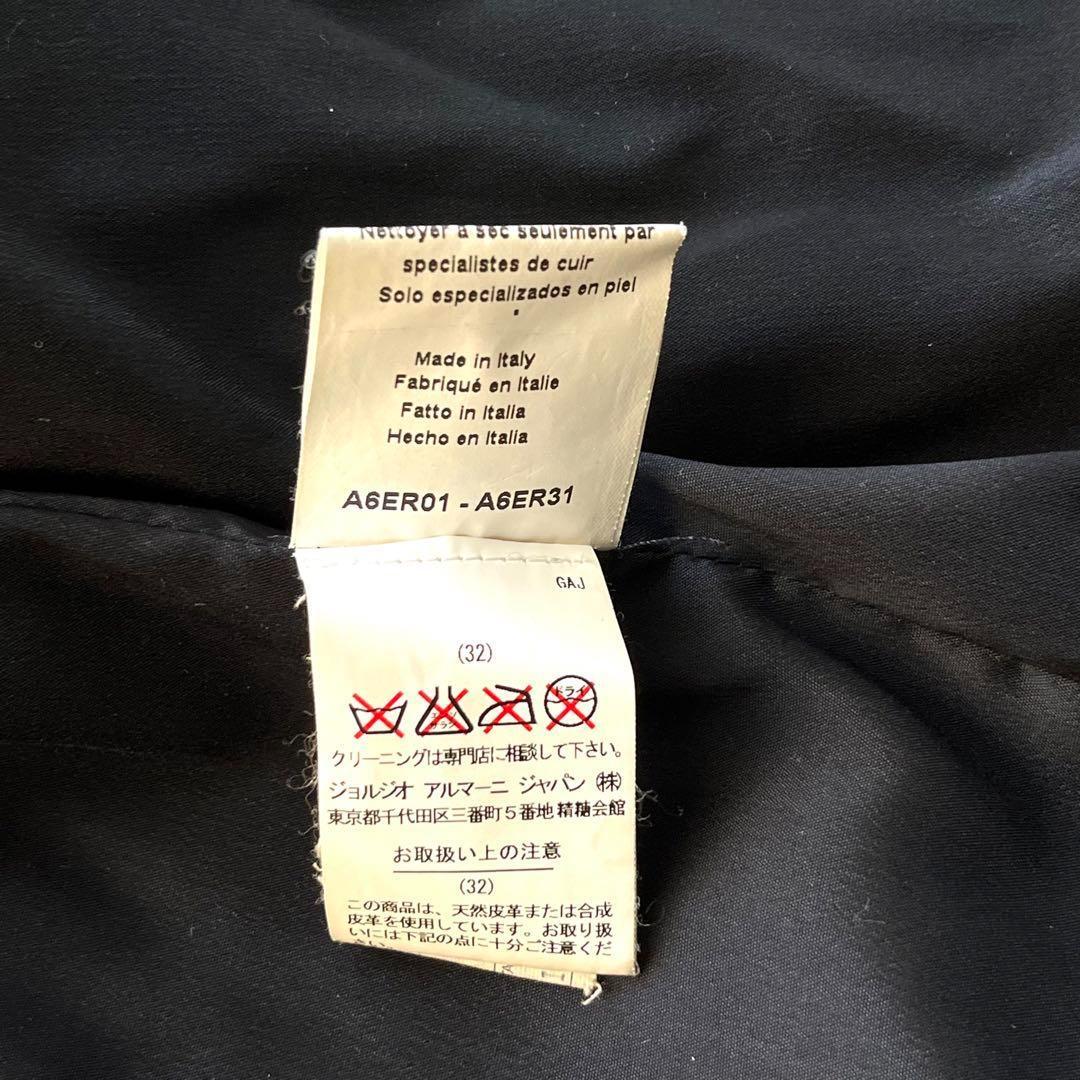 Nettoyer a sec seulement par
specialistes de cuir
Solo especializados en piel
Made in Italy
Fabriqué en Italie
Fatto in Italia
Hecho en Italia
A6ER01 - A6ER31
GAJ
(32)
ドライ
クリーニングは専門店に相談して下さい。
ジョルジオ アルマーニ ジャパン ㈱
東京都千代田区三番町5番地 精糖会館
お取扱い上の注意
(32)
この商品は、天然皮革または合成
皮革を使用しています。お取り扱
いには下記の点に十分ご注意くだ
さい。